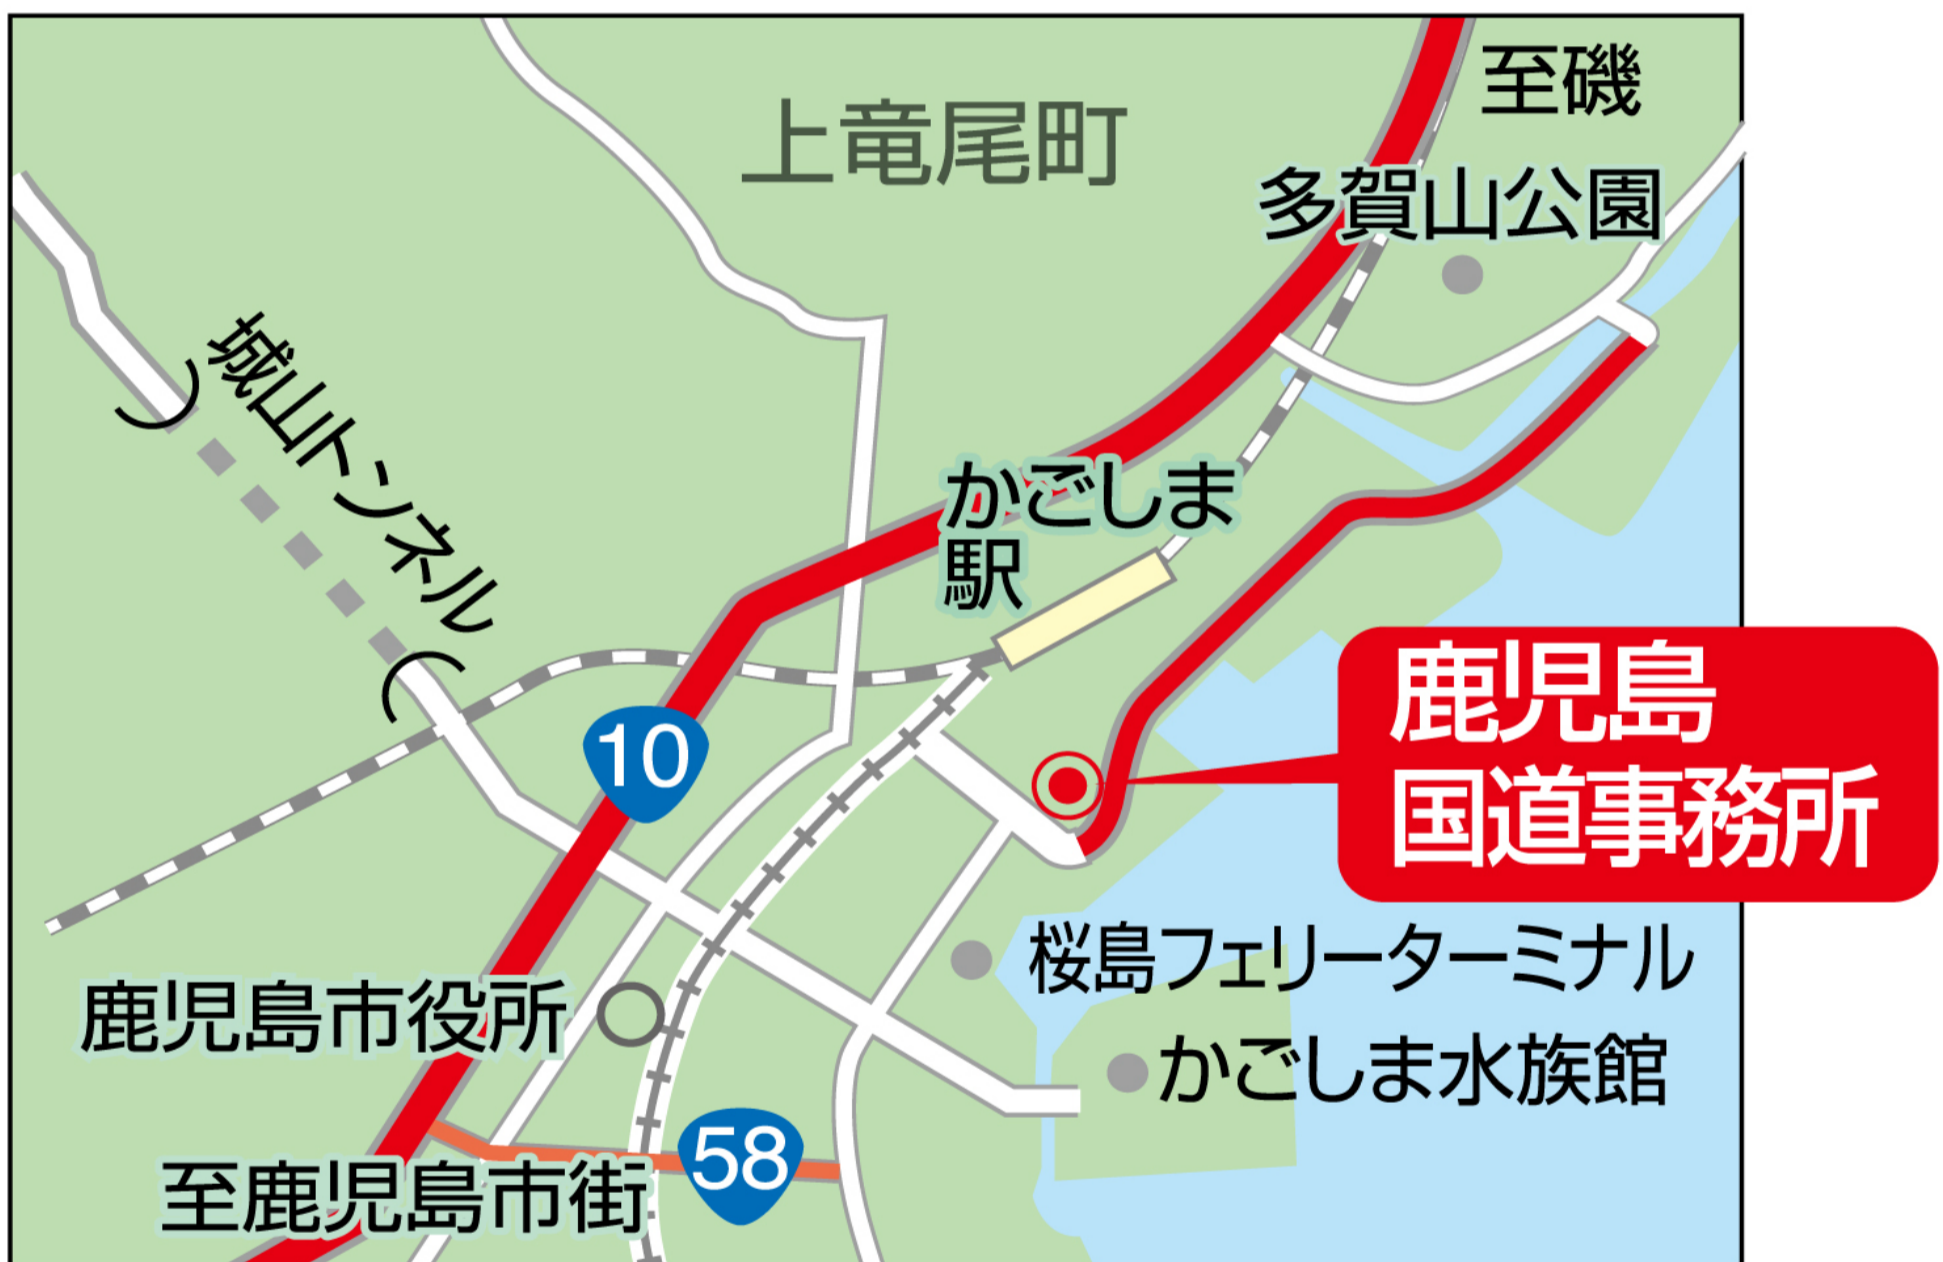 至磯
上竜尾町
多賀山公園
城山トンネル
かごしま
駅
鹿児島
国道事務所
10
桜島フェリーターミナル
鹿児島市役所
かごしま水族館
58
至鹿児島市街